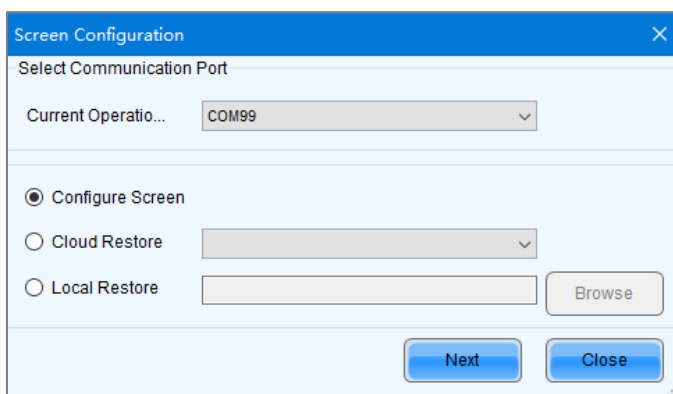 Screen Configuration
Select Communication Port
Current Operatio... COM99
Configure Screen
Cloud Restore
Local Restore Browse
Next Close